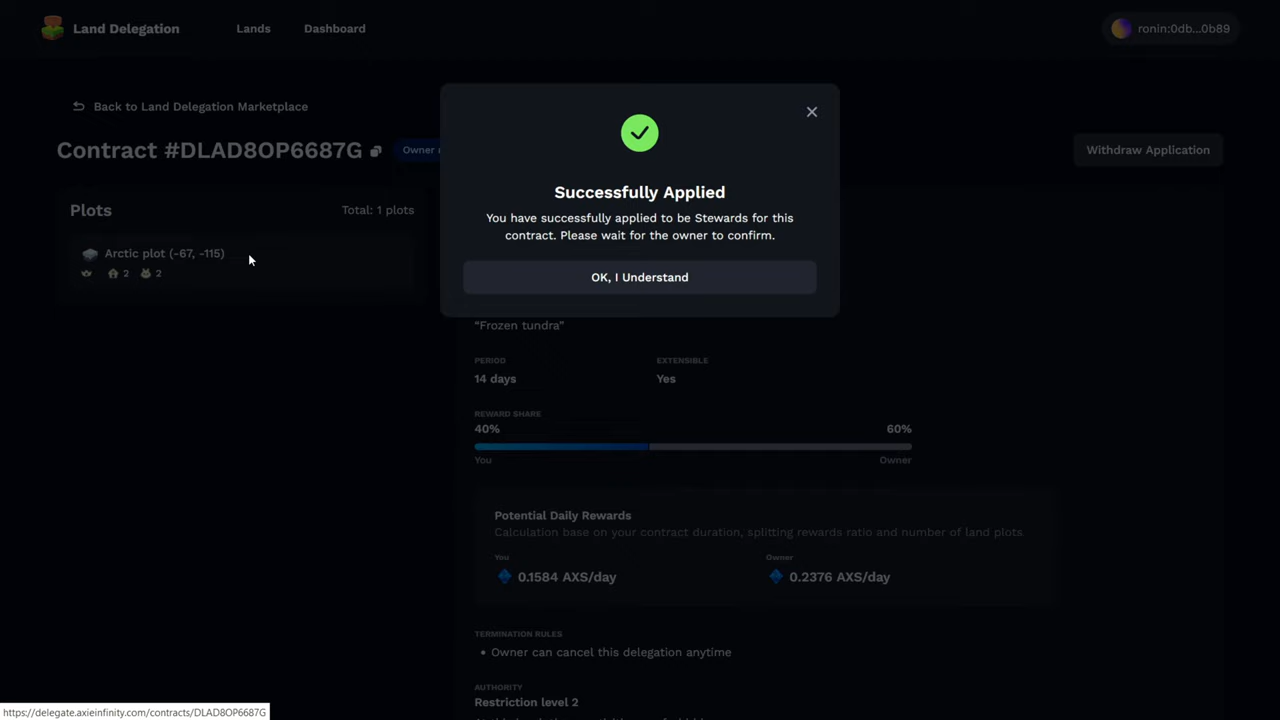 Land Delegation
Lands
Dashboard
ronin:0db...0b89
Back to Land Delegation Marketplace
Contract #DLAD8OP6687G
Owner
Withdraw Application
Plots
Total: 1 plots
Arctic plot (-67, -115)
2
2
Successfully Applied
You have successfully applied to be Stewards for this
contract. Please wait for the owner to confirm.
OK, I Understand
“Frozen tundra”
PERIOD
EXTENSIBLE
14 days
Yes
REWARD SHARE
40%
60%
You
Owner
Potential Daily Rewards
Calculation base on your contract duration, splitting rewards ratio and number of land plots
You
Owner
0.1584 AXS/day
0.2376 AXS/day
TERMINATION RULES
• Owner can cancel this delegation anytime
AUTHORITY
Restriction level 2
https://delegate.axieinfinity.com/contracts/DLAD8OP6687G